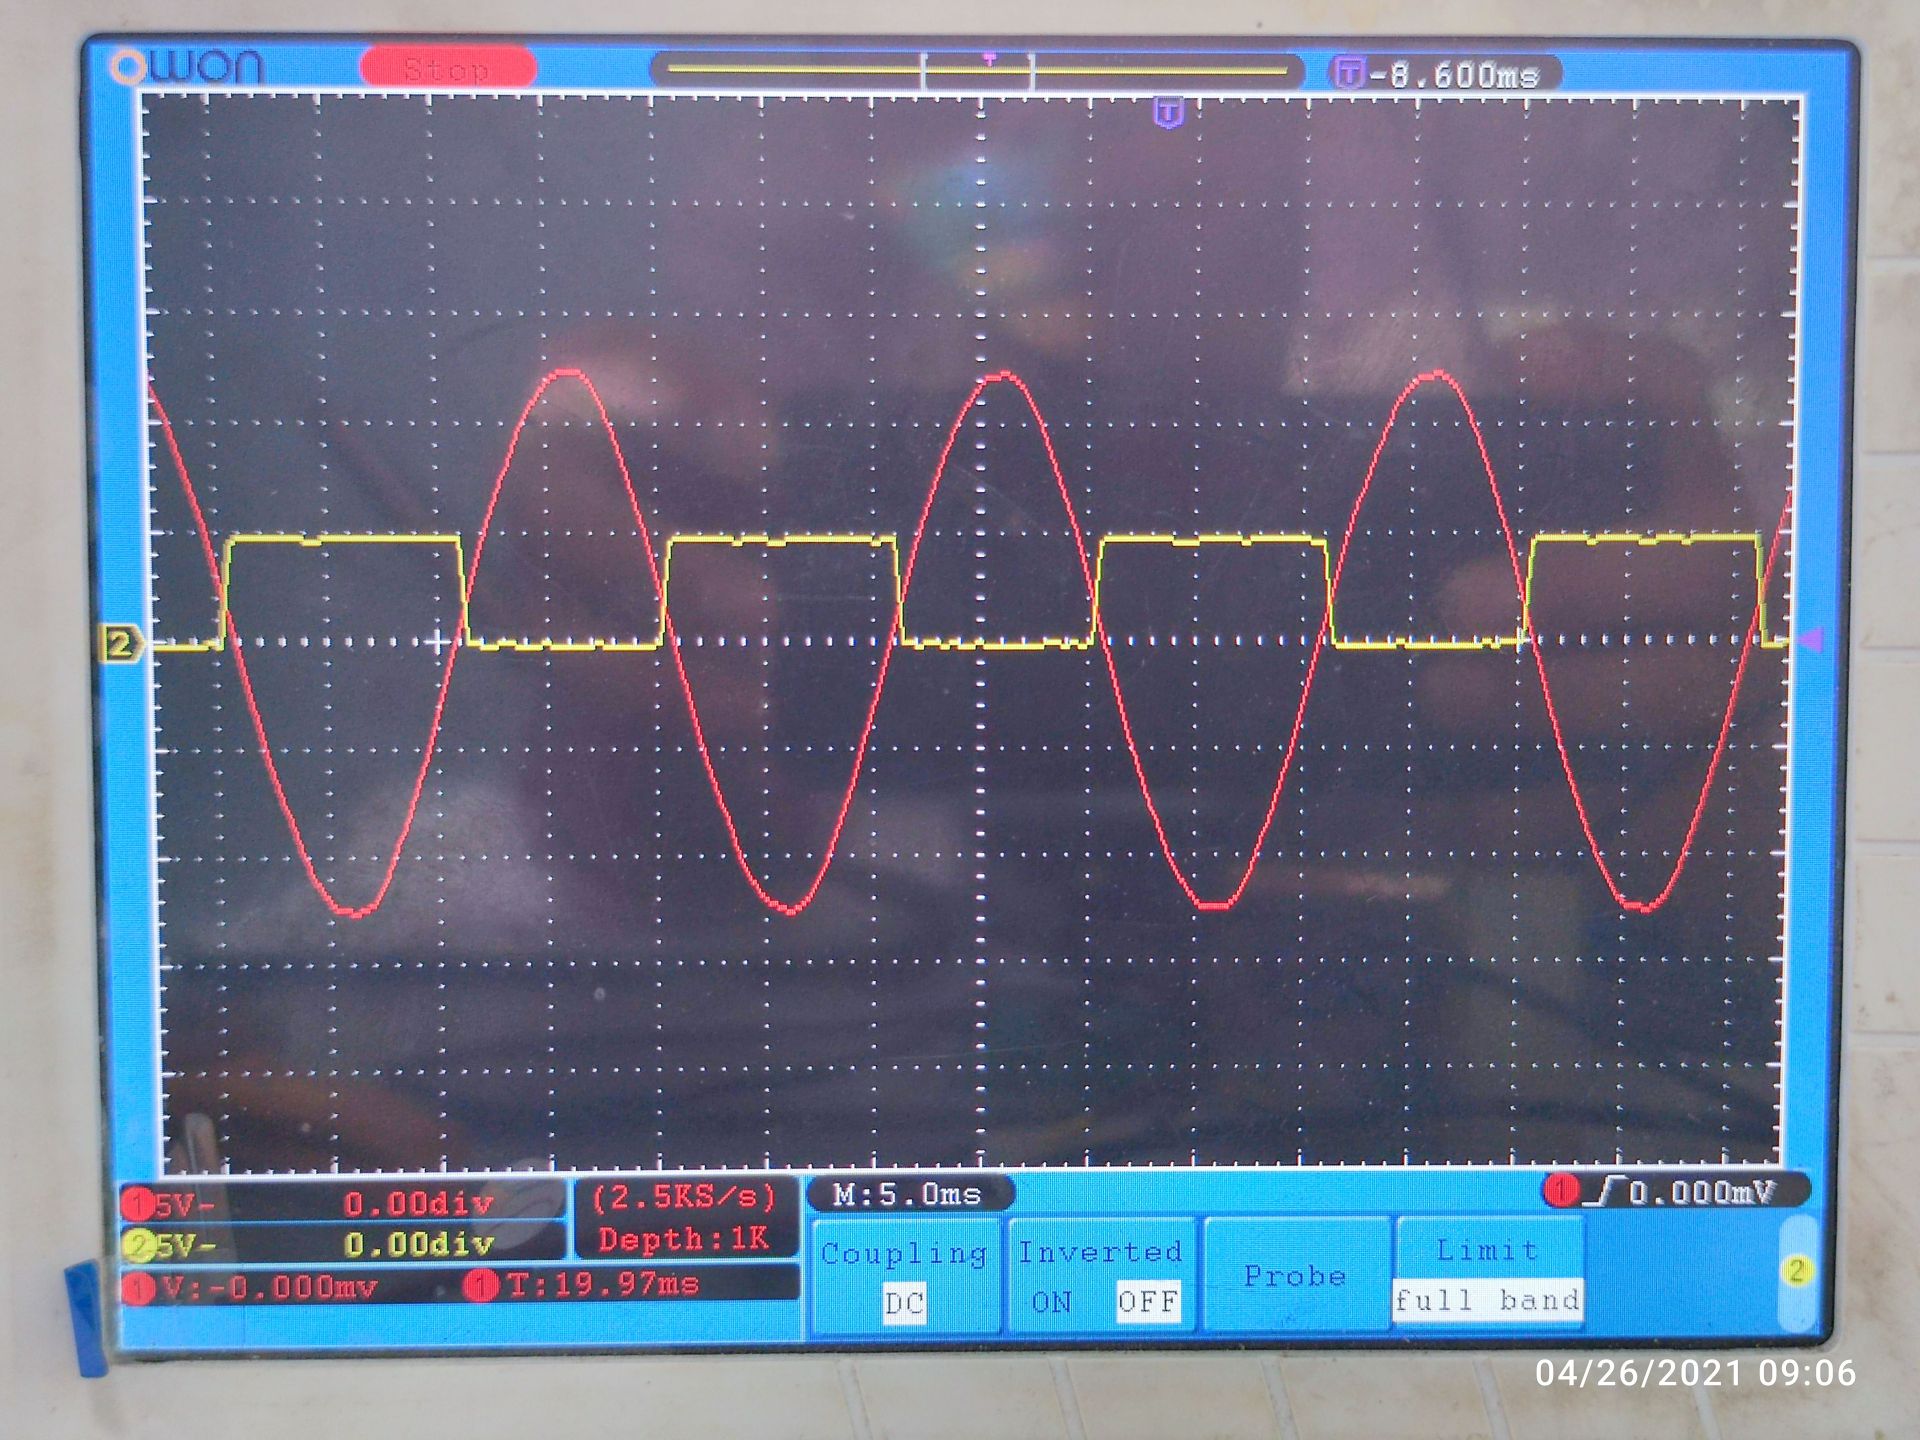 OWON Stop T -8.600ms
T
2
1 5V- 0.00div
2 5V- 0.00div
(2.5KS/s)
Depth:1K
1 V:-0.000mv 1 T:19.97ms
M:5.0ms
1 0.000mV
Coupling
DC
Inverted
ON OFF
Probe
Limit
full band
2
04/26/2021 09:06